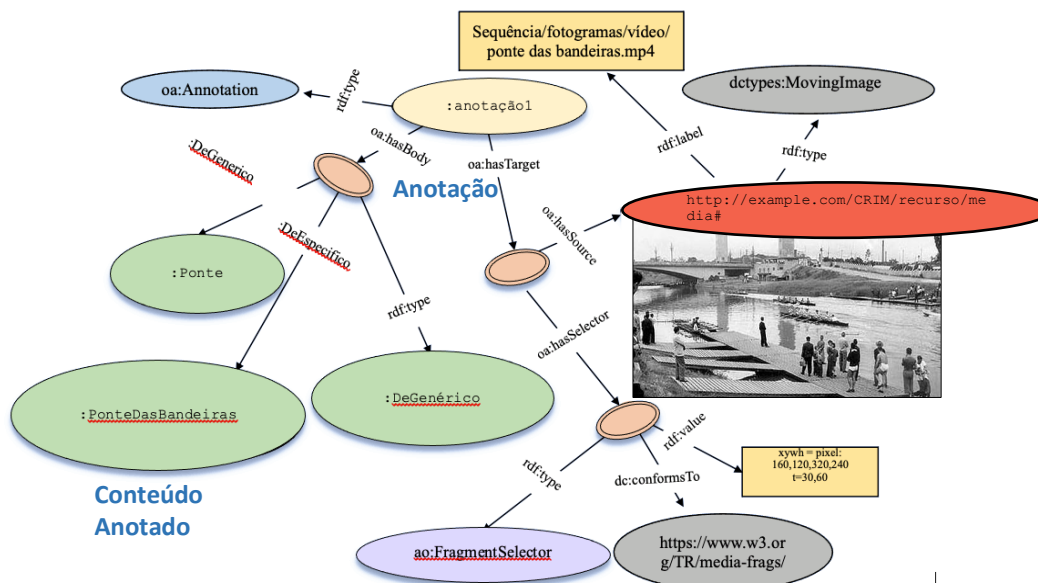 Sequência/fotogramas/vídeo/
ponte das bandeiras.mp4
dctypes:MovingImage
oa:Annotation
rdf:type
:anotação1
rdf:label
rdf:type
:DeGenerico
oa:hasBody
oa:hasTarget
Anotação
http://example.com/CRIM/recurso/me
dia#
oa:hasSource
:DeEspecifico
:Ponte
rdf:type
oa:hasSelector
:PonteDasBandeiras
:DeGenérico
rdf:value
xywh = pixel:
160,120,320,240
t=30,60
rdf:type
dc:conformsTo
Conteúdo
Anotado
ao:FragmentSelector
https://www.w3.or
g/TR/media-frags/